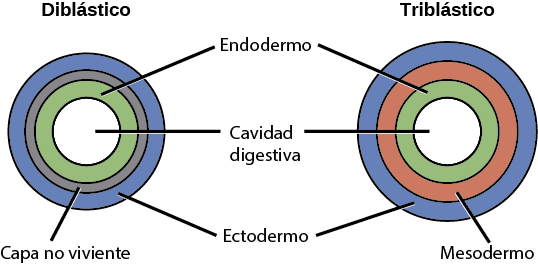 Diblástico
Triblástico
Endodermo
Cavidad
digestiva
Ectodermo
Capa no viviente
Mesodermo